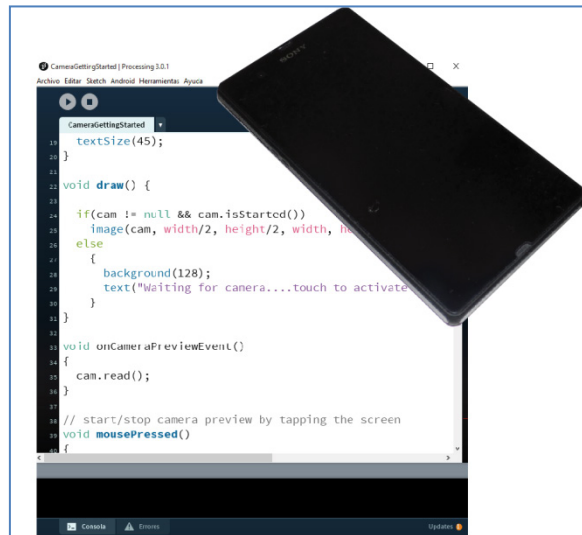 CameraGettingStarted | Processing 3.0.1
X
SONY
Archivo Editar Sketch Android Herramientas Ayuda
CameraGettingStarted
19 textSize(45);
20 }
21
22 void draw() {
23
24 if(cam != null && cam.isStarted())
25 image(cam, width/2, height/2, width,
26 else
27 {
28 background(128);
29 text("Waiting for camera....touch to activate
30 }
31 }
32
33 void onCameraPreviewEvent()
34 {
35 cam.read();
36 }
37
38 // start/stop camera preview by tapping the screen
39 void mousePressed()
40 {
Consola Errores Updates